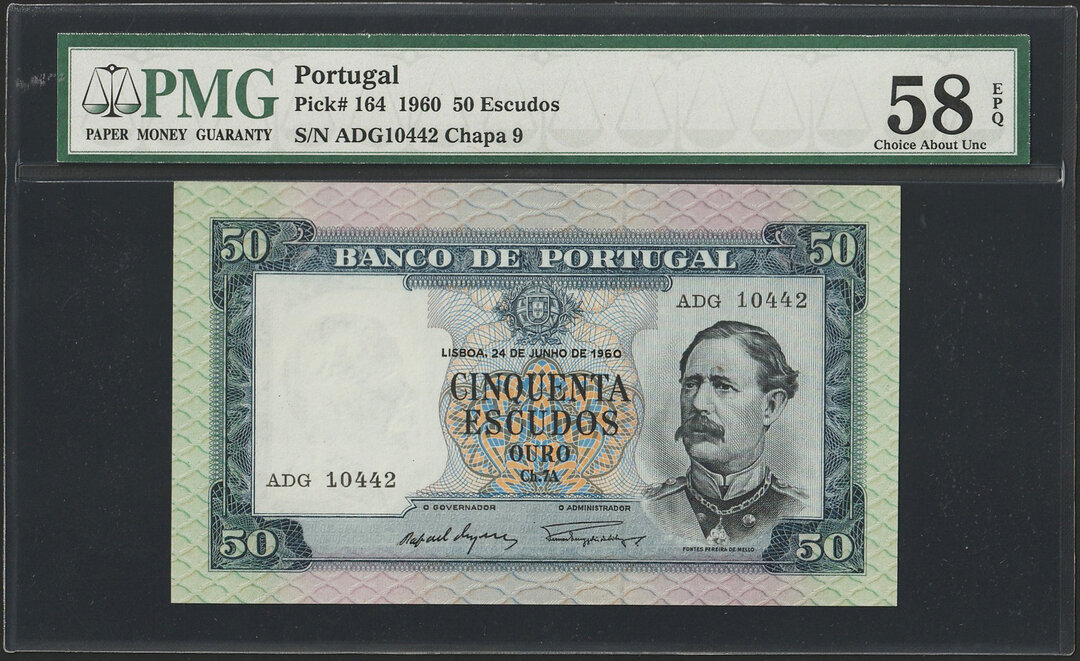 PMG
PAPER MONEY GUARANTY
Portugal
Pick# 164 1960 50 Escudos
S/N ADG10442 Chapa 9
58
EPQ
Choice About Unc
50
50
BANCO DE PORTUGAL
ADG 10442
LISBOA, 24 DE JUNHO DE 1960
CINQUENTA
ESCUDOS
OURO
Ch.7A
ADG 10442
O GOVERNADOR
O ADMINISTRADOR
FONTES PEREIRA DE MELLO
50
50